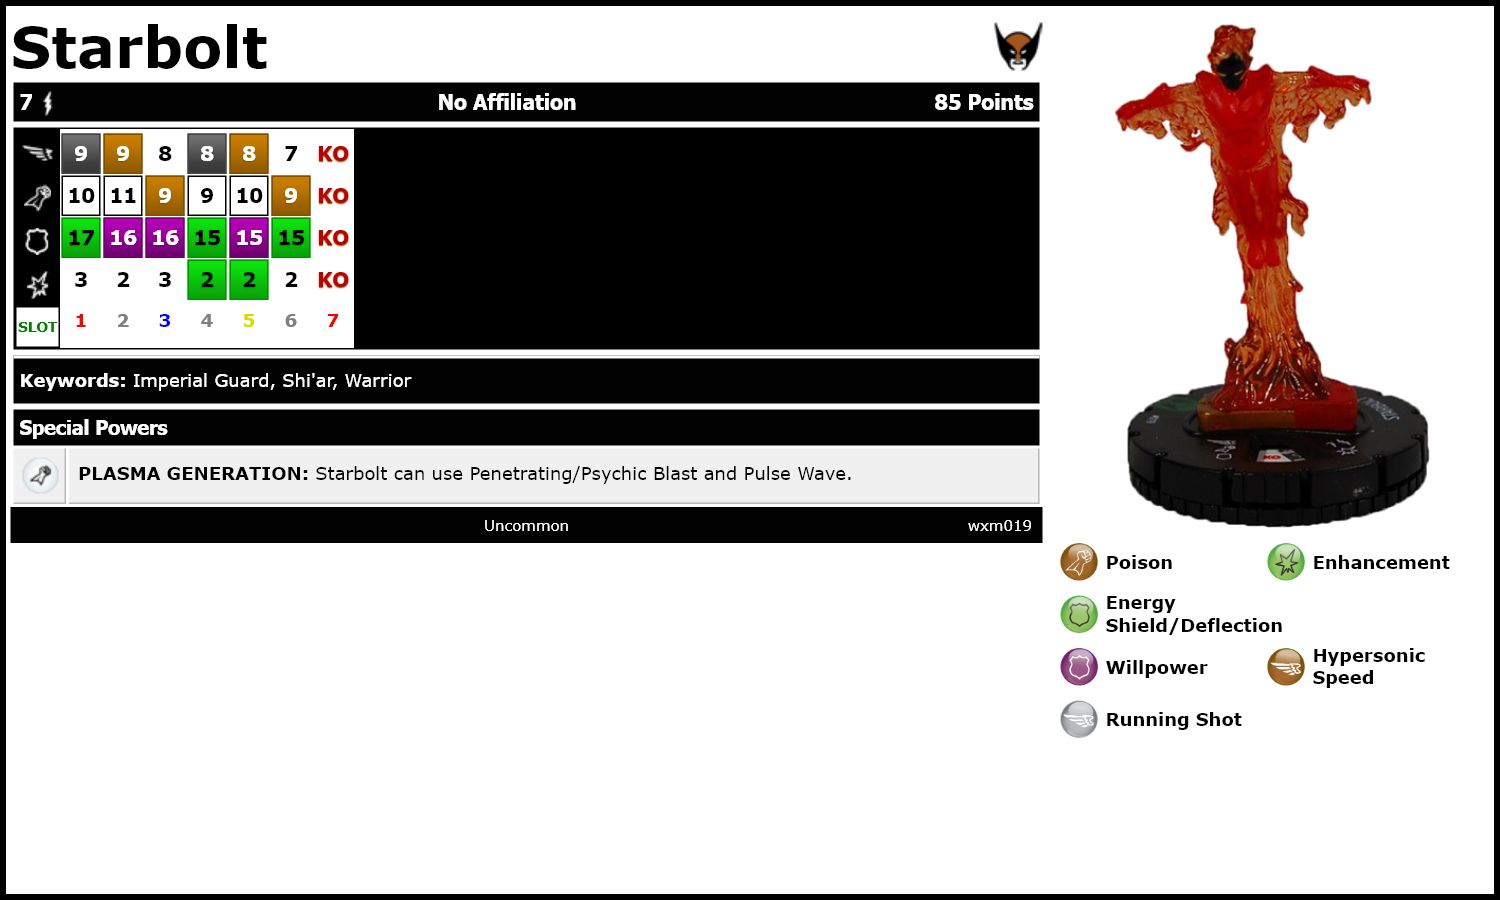 Starbolt
7 No Affiliation 85 Points
9 9 8 8 8 7 KO
10 11 9 9 10 9 KO
17 16 16 15 15 15 KO
3 2 3 2 2 2 KO
SLOT 1 2 3 4 5 6 7
Keywords: Imperial Guard, Shi'ar, Warrior
Special Powers
PLASMA GENERATION: Starbolt can use Penetrating/Psychic Blast and Pulse Wave.
Uncommon wxm019
STARBOLT
KO
Poison Enhancement
Energy
Shield/Deflection
Willpower Hypersonic
Speed
Running Shot